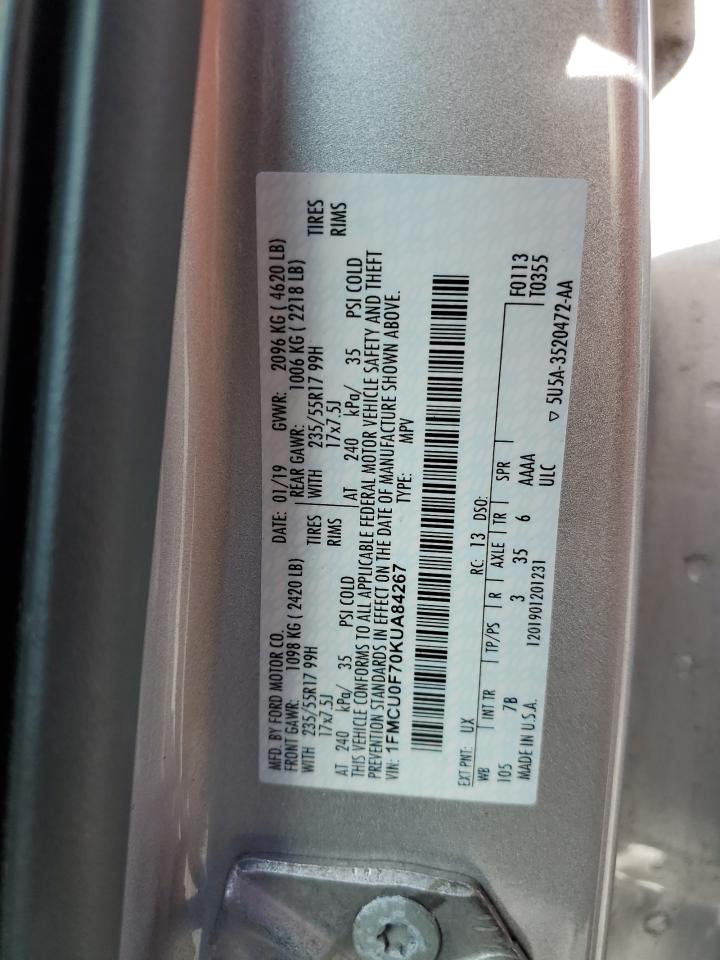 MFD. BY FORD MOTOR CO. DATE: 01/19 GVWR: 2096 KG ( 4620 LB)
FRONT GAWR: 1098 KG ( 2420 LB) REAR GAWR: 1006 KG ( 2218 LB)
WITH 235/55R17 99H TIRES WITH 235/55R17 99H TIRES
17x7.5J RIMS 17x7.5J RIMS
AT 240 kPa/ 35 PSI COLD AT 240 kPa/ 35 PSI COLD
THIS VEHICLE CONFORMS TO ALL APPLICABLE FEDERAL MOTOR VEHICLE SAFETY AND THEFT
PREVENTION STANDARDS IN EFFECT ON THE DATE OF MANUFACTURE SHOWN ABOVE.
VIN: 1FMCU0F70KUA84267 TYPE: MPV
EXT PNT: UX RC: 13 DSO:
WB INT TR TP/PS R AXLE TR SPR F0113
105 7B 3 35 6 AAAA T0355
MADE IN U.S.A. 1201901201231 ULC ▽ 5U5A-3520472-AA